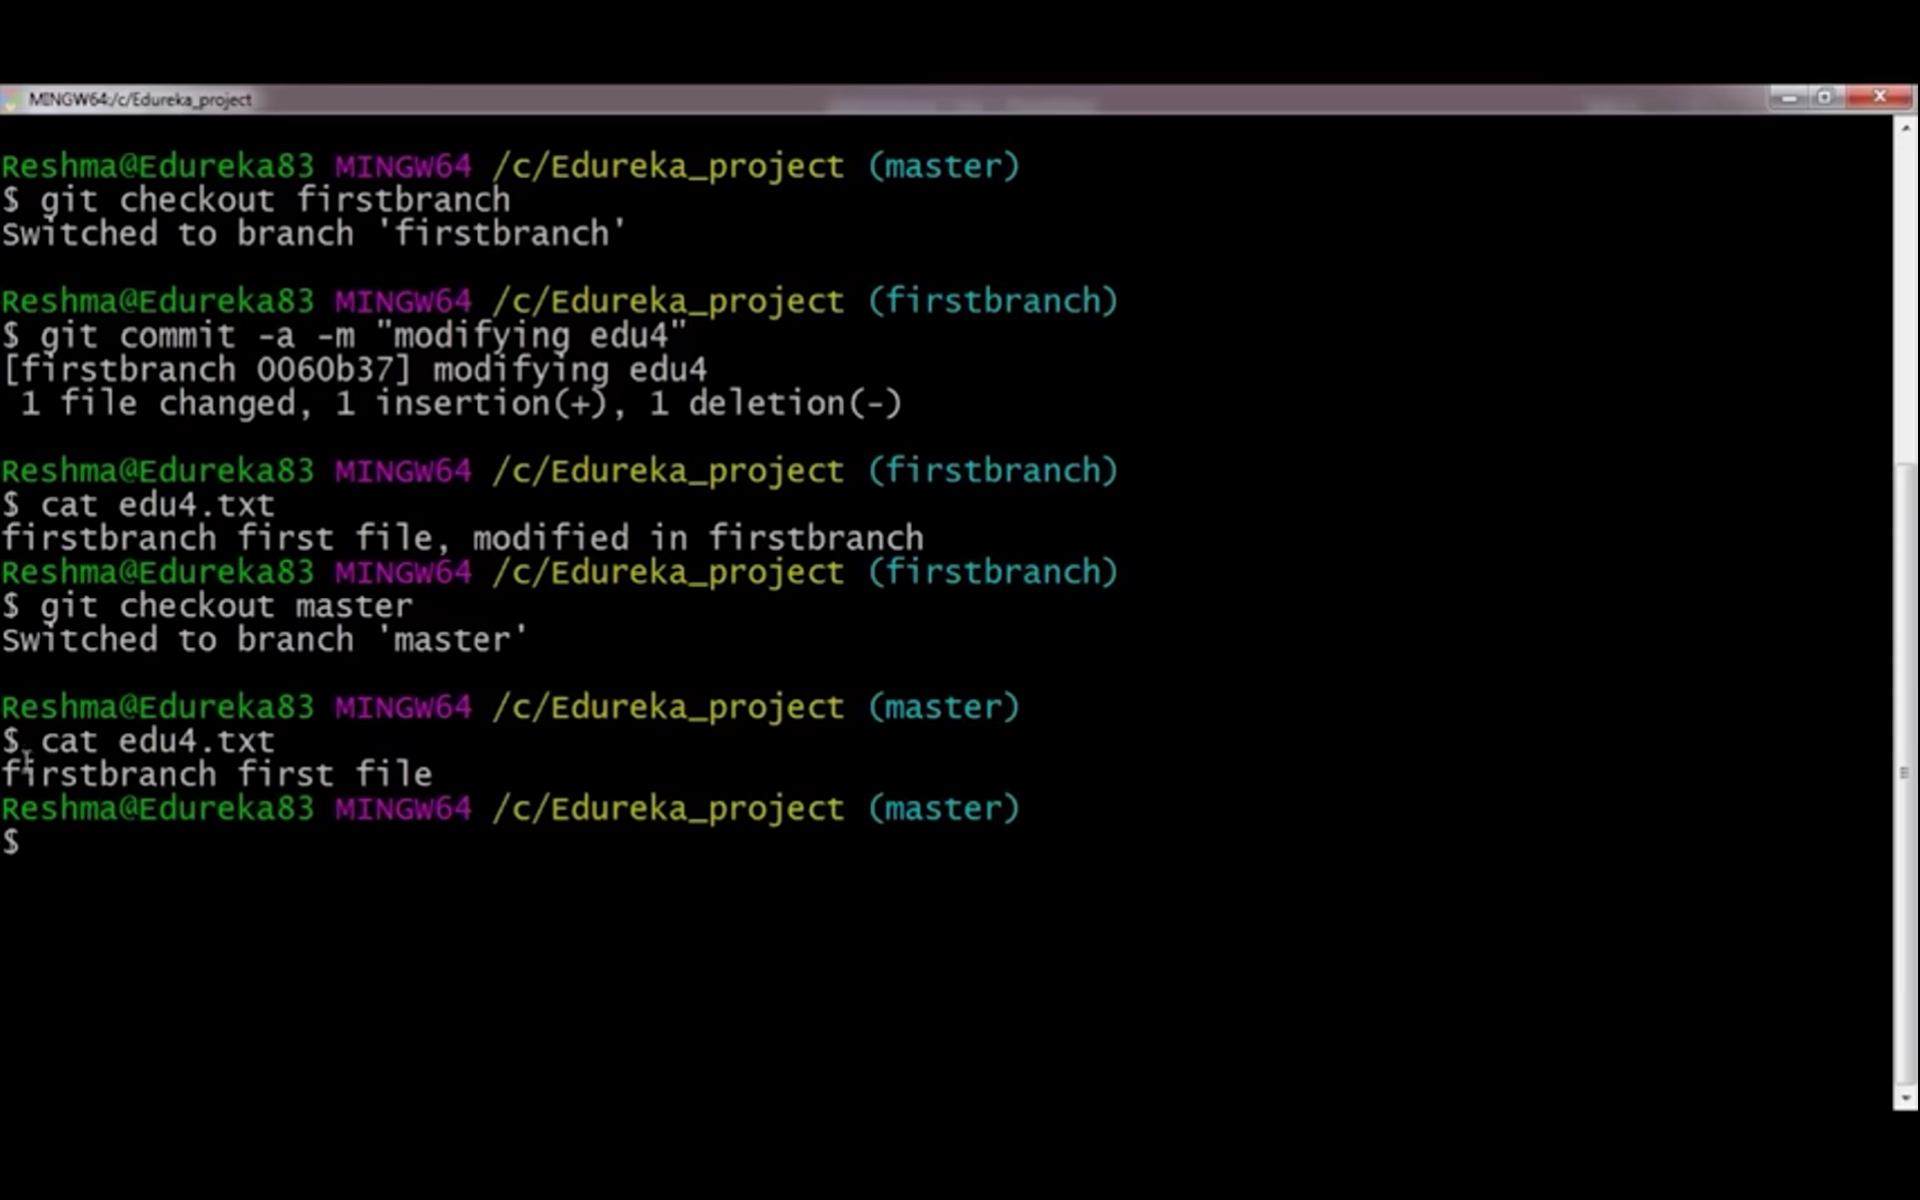 MINGW64:/c/Edureka_project
Reshma@Edureka83 MINGW64 /c/Edureka_project (master)
$ git checkout firstbranch
Switched to branch 'firstbranch'
Reshma@Edureka83 MINGW64 /c/Edureka_project (firstbranch)
$ git commit -a -m "modifying edu4"
[firstbranch 0060b37] modifying edu4
1 file changed, 1 insertion(+), 1 deletion(-)
Reshma@Edureka83 MINGW64 /c/Edureka_project (firstbranch)
$ cat edu4.txt
firstbranch first file, modified in firstbranch
Reshma@Edureka83 MINGW64 /c/Edureka_project (firstbranch)
$ git checkout master
Switched to branch 'master'
Reshma@Edureka83 MINGW64 /c/Edureka_project (master)
$ cat edu4.txt
firstbranch first file
Reshma@Edureka83 MINGW64 /c/Edureka_project (master)
$